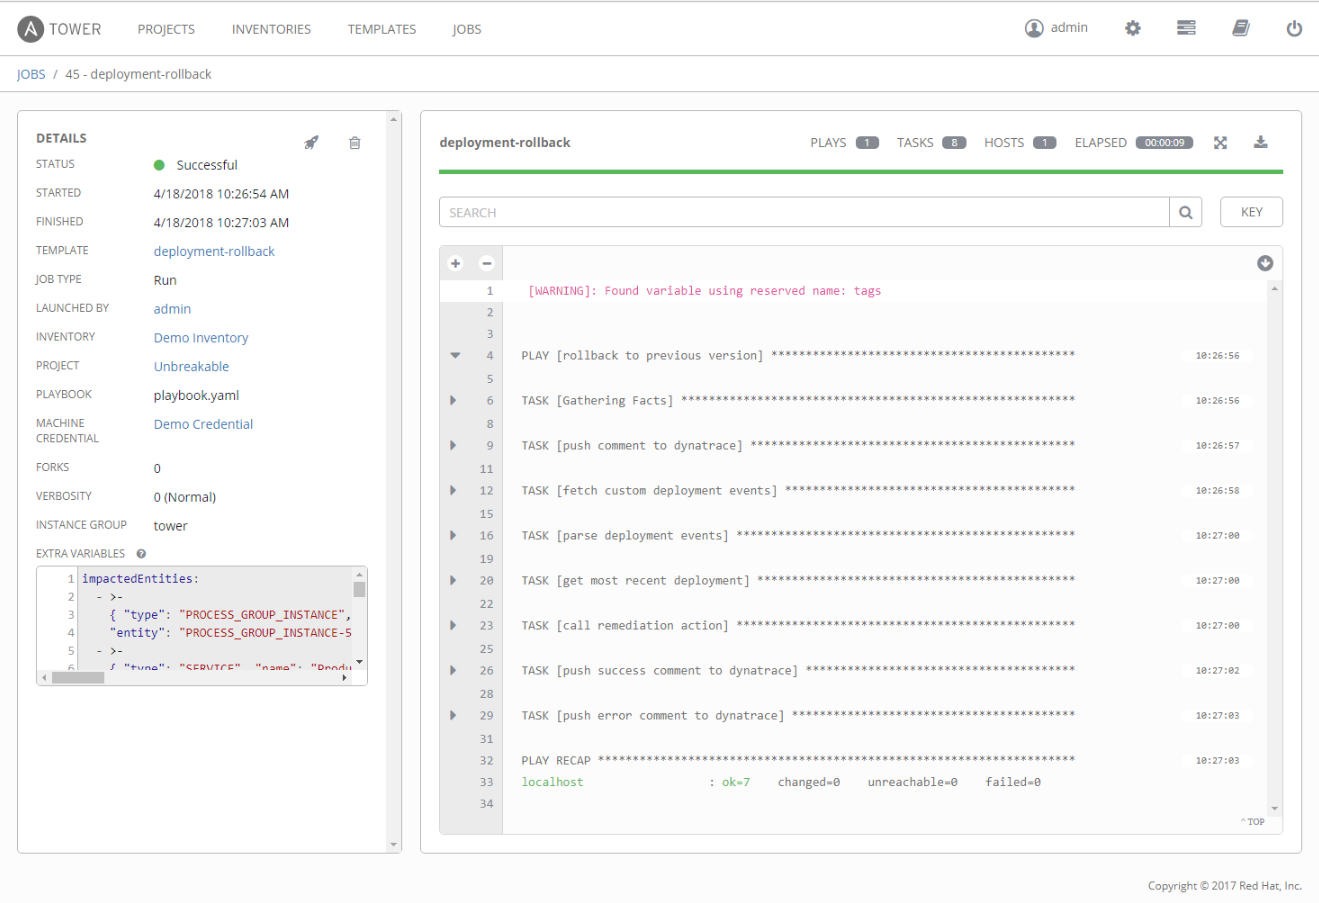 TOWER PROJECTS INVENTORIES TEMPLATES JOBS admin
JOBS / 45 - deployment-rollback
DETAILS
STATUS Successful
STARTED 4/18/2018 10:26:54 AM
FINISHED 4/18/2018 10:27:03 AM
TEMPLATE deployment-rollback
JOB TYPE Run
LAUNCHED BY admin
INVENTORY Demo Inventory
PROJECT Unbreakable
PLAYBOOK playbook.yaml
MACHINE CREDENTIAL Demo Credential
FORKS 0
VERBOSITY 0 (Normal)
INSTANCE GROUP tower
EXTRA VARIABLES ?
1 impactedEntities:
2 - >-
3 { "type": "PROCESS_GROUP_INSTANCE",
4 "entity": "PROCESS_GROUP_INSTANCE-5
5 - >-
6 { "type": "SERVICE", "name": "Produ
deployment-rollback PLAYS 1 TASKS 8 HOSTS 1 ELAPSED 00:00:09
SEARCH KEY
1 [WARNING]: Found variable using reserved name: tags
2
3
4 PLAY [rollback to previous version] ******************************************** 10:26:56
5
6 TASK [Gathering Facts] ********************************************************* 10:26:56
8
9 TASK [push comment to dynatrace] *********************************************** 10:26:57
11
12 TASK [fetch custom deployment events] ****************************************** 10:26:58
15
16 TASK [parse deployment events] ************************************************* 10:27:00
19
20 TASK [get most recent deployment] ********************************************** 10:27:00
22
23 TASK [call remediation action] ************************************************* 10:27:00
25
26 TASK [push success comment to dynatrace] *************************************** 10:27:02
28
29 TASK [push error comment to dynatrace] ***************************************** 10:27:03
31
32 PLAY RECAP ********************************************************************* 10:27:03
33 localhost : ok=7 changed=0 unreachable=0 failed=0
34
^ TOP
Copyright © 2017 Red Hat, Inc.